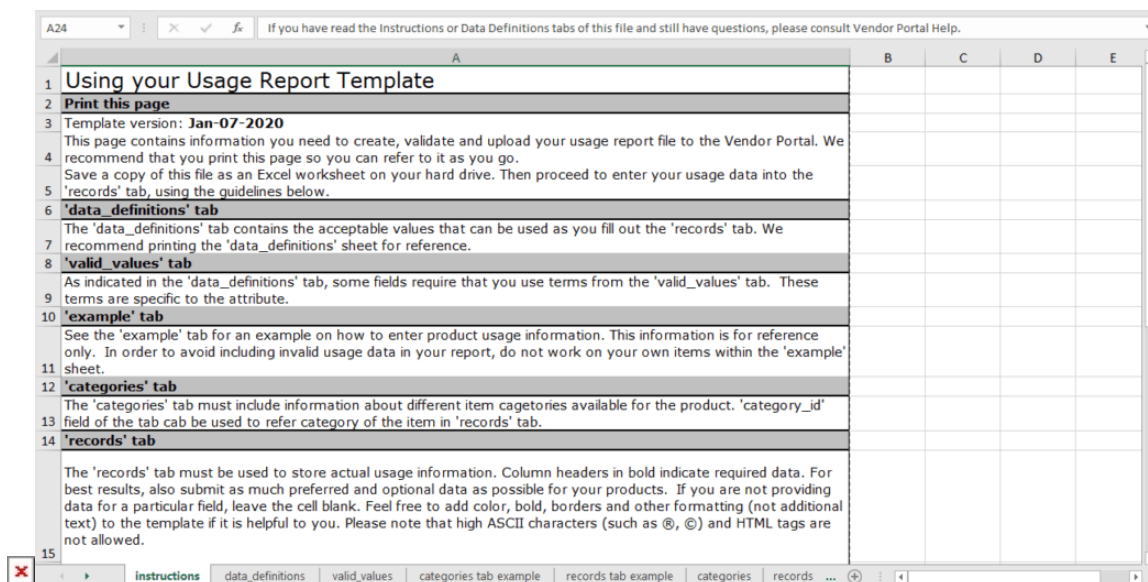 A24
fx
If you have read the Instructions or Data Definitions tabs of this file and still have questions, please consult Vendor Portal Help.
A B C D E
1 Using your Usage Report Template
2 Print this page
3 Template version: Jan-07-2020
This page contains information you need to create, validate and upload your usage report file to the Vendor Portal. We
4 recommend that you print this page so you can refer to it as you go.
Save a copy of this file as an Excel worksheet on your hard drive. Then proceed to enter your usage data into the
5 'records' tab, using the guidelines below.
6 'data_definitions' tab
The 'data_definitions' tab contains the acceptable values that can be used as you fill out the 'records' tab. We
7 recommend printing the 'data_definitions' sheet for reference.
8 'valid_values' tab
As indicated in the 'data_definitions' tab, some fields require that you use terms from the 'valid_values' tab. These
9 terms are specific to the attribute.
10 'example' tab
See the 'example' tab for an example on how to enter product usage information. This information is for reference
only. In order to avoid including invalid usage data in your report, do not work on your own items within the 'example'
11 sheet.
12 'categories' tab
The 'categories' tab must include information about different item cagetories available for the product. 'category_id'
13 field of the tab cab be used to refer category of the item in 'records' tab.
14 'records' tab
The 'records' tab must be used to store actual usage information. Column headers in bold indicate required data. For
best results, also submit as much preferred and optional data as possible for your products. If you are not providing
data for a particular field, leave the cell blank. Feel free to add color, bold, borders and other formatting (not additional
text) to the template if it is helpful to you. Please note that high ASCII characters (such as ®, ©) and HTML tags are
not allowed.
15
instructions data_definitions valid_values categories tab example records tab example categories records ...